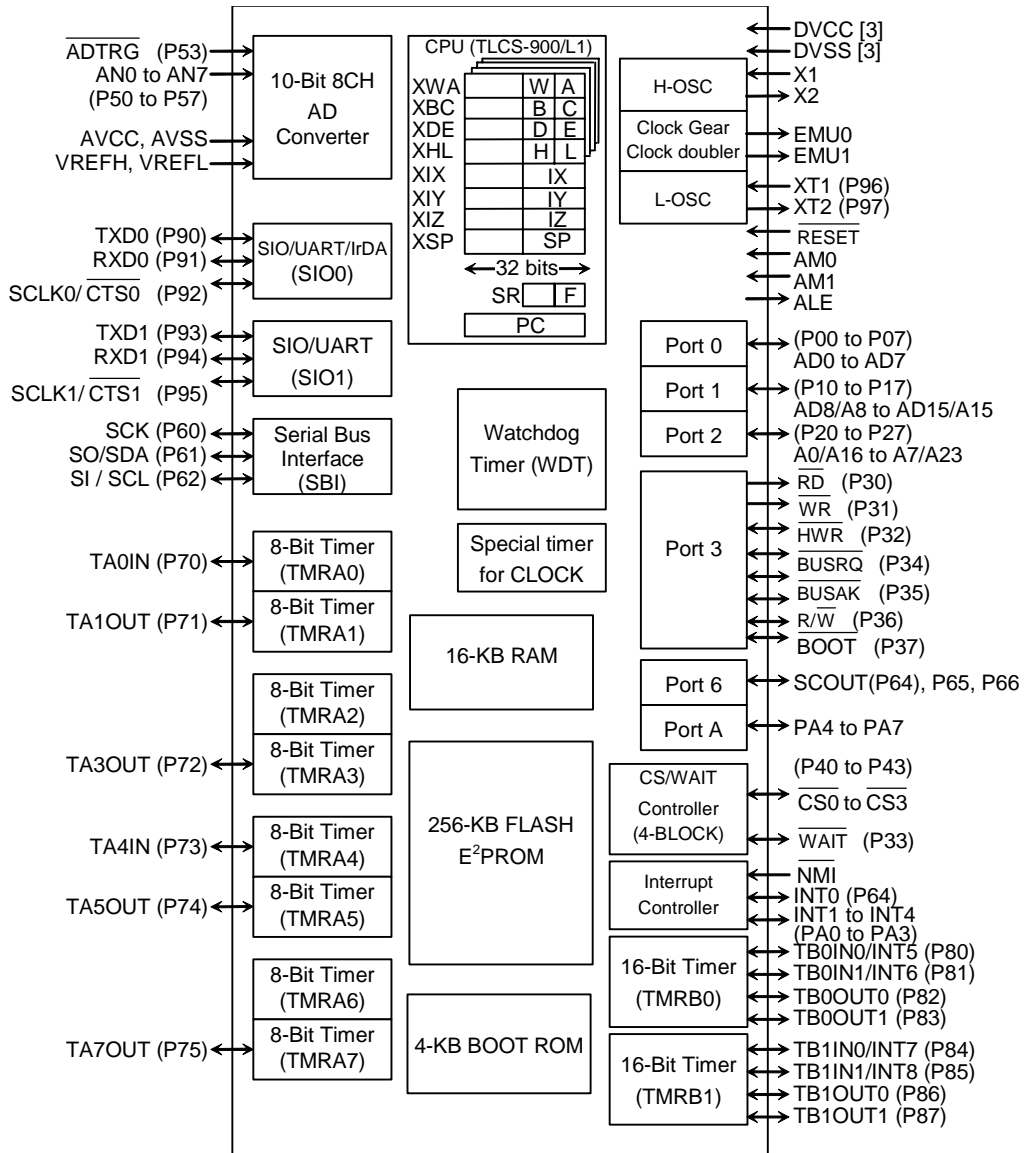 ADTRG (P53)
AN0 to AN7
(P50 to P57)
AVCC, AVSS
VREFH, VREFL
10-Bit 8CH
AD
Converter
TXD0 (P90)
RXD0 (P91)
SCLK0/ CTS0 (P92)
SIO/UART/IrDA
(SIO0)
TXD1 (P93)
RXD1 (P94)
SCLK1/ CTS1 (P95)
SIO/UART
(SIO1)
SCK (P60)
SO/SDA (P61)
SI / SCL (P62)
Serial Bus
Interface
(SBI)
TA0IN (P70)
8-Bit Timer
(TMRA0)
TA1OUT (P71)
8-Bit Timer
(TMRA1)
8-Bit Timer
(TMRA2)
TA3OUT (P72)
8-Bit Timer
(TMRA3)
TA4IN (P73)
8-Bit Timer
(TMRA4)
TA5OUT (P74)
8-Bit Timer
(TMRA5)
8-Bit Timer
(TMRA6)
TA7OUT (P75)
8-Bit Timer
(TMRA7)
CPU (TLCS-900/L1)
XWA W A
XBC B C
XDE D E
XHL H L
XIX IX
XIY IY
XIZ IZ
XSP SP
32 bits
SR F
PC
Watchdog
Timer (WDT)
Special timer
for CLOCK
16-KB RAM
256-KB FLASH
E²PROM
4-KB BOOT ROM
DVCC [3]
DVSS [3]
H-OSC
X1
X2
Clock Gear
Clock doubler
EMU0
EMU1
L-OSC
XT1 (P96)
XT2 (P97)
RESET
AM0
AM1
ALE
Port 0
(P00 to P07)
AD0 to AD7
Port 1
(P10 to P17)
AD8/A8 to AD15/A15
Port 2
(P20 to P27)
A0/A16 to A7/A23
Port 3
RD (P30)
WR (P31)
HWR (P32)
BUSRQ (P34)
BUSAK (P35)
R/W (P36)
BOOT (P37)
Port 6
SCOUT(P64), P65, P66
Port A
PA4 to PA7
CS/WAIT
Controller
(4-BLOCK)
(P40 to P43)
CS0 to CS3
WAIT (P33)
Interrupt
Controller
NMI
INT0 (P64)
INT1 to INT4
(PA0 to PA3)
16-Bit Timer
(TMRB0)
TB0IN0/INT5 (P80)
TB0IN1/INT6 (P81)
TB0OUT0 (P82)
TB0OUT1 (P83)
16-Bit Timer
(TMRB1)
TB1IN0/INT7 (P84)
TB1IN1/INT8 (P85)
TB1OUT0 (P86)
TB1OUT1 (P87)